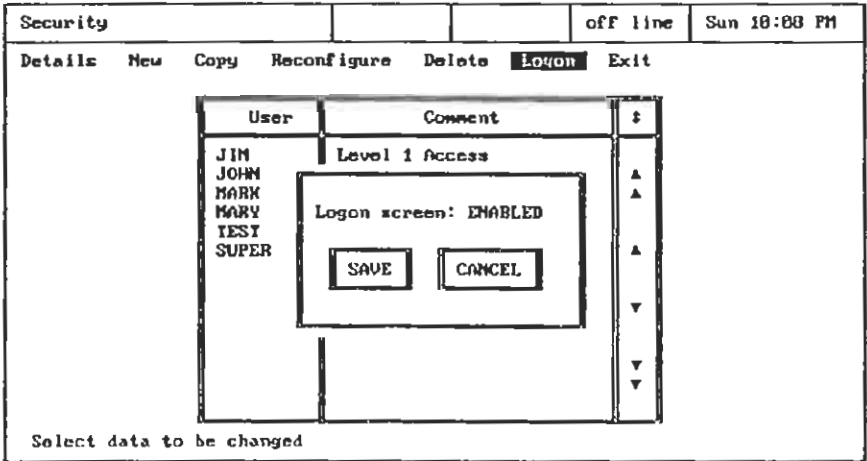 Security off line Sun 10:08 PM
Details New Copy Reconfigure Delete Logon Exit
User Comment
JIM Level 1 Access
JOHN
MARK
MARY
TEST
SUPER
Logon screen: ENABLED
SAVE CANCEL
Select data to be changed